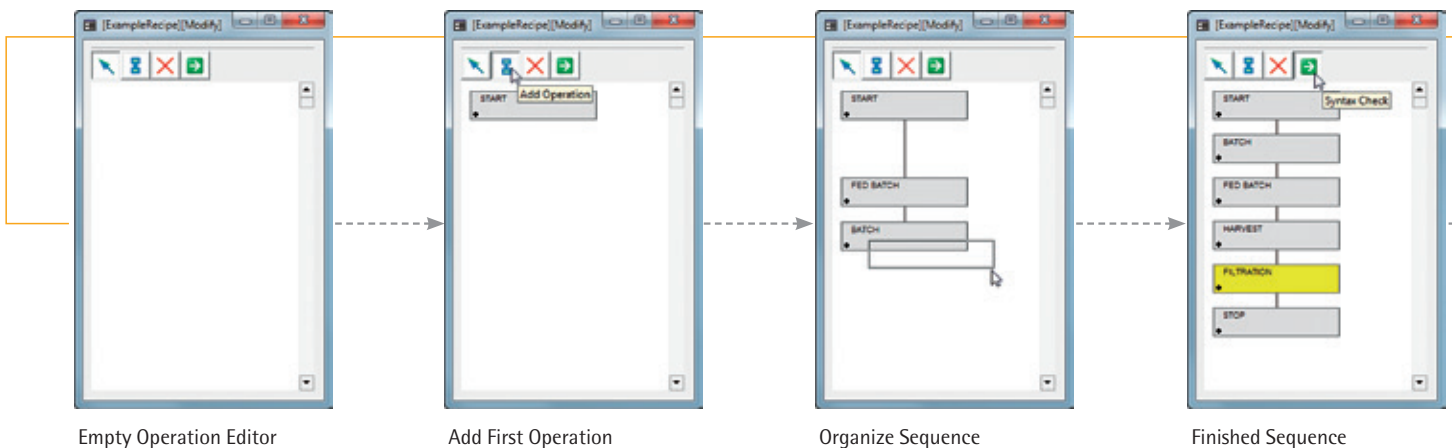 [ExampleRecipe][Modify]
Empty Operation Editor
[ExampleRecipe][Modify]
Add Operation
START
Add First Operation
[ExampleRecipe][Modify]
START
FED BATCH
BATCH
Organize Sequence
[ExampleRecipe][Modify]
Syntax Check
START
BATCH
FED BATCH
HARVEST
FILTRATION
STOP
Finished Sequence